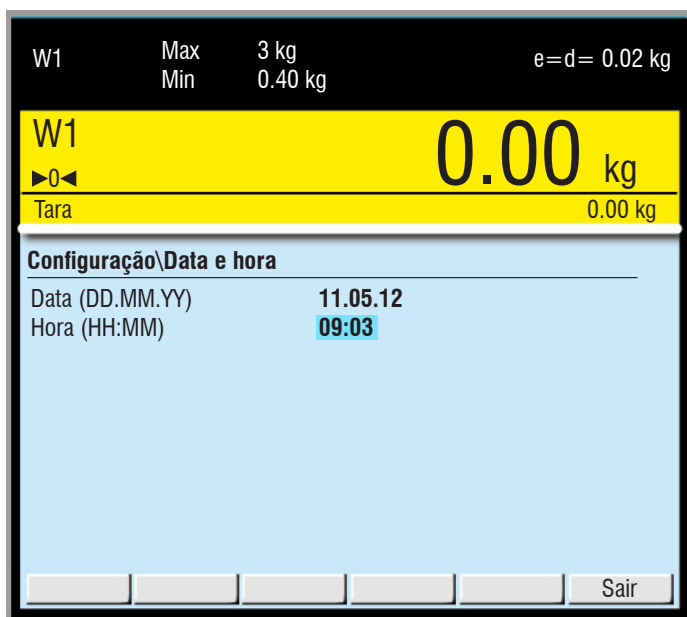 W1 Max 3 kg e=d= 0.02 kg
Min 0.40 kg
W1 0.00 kg
►0◄
Tara 0.00 kg
Configuração\Data e hora
Data (DD.MM.YY) 11.05.12
Hora (HH:MM) 09:03
Sair